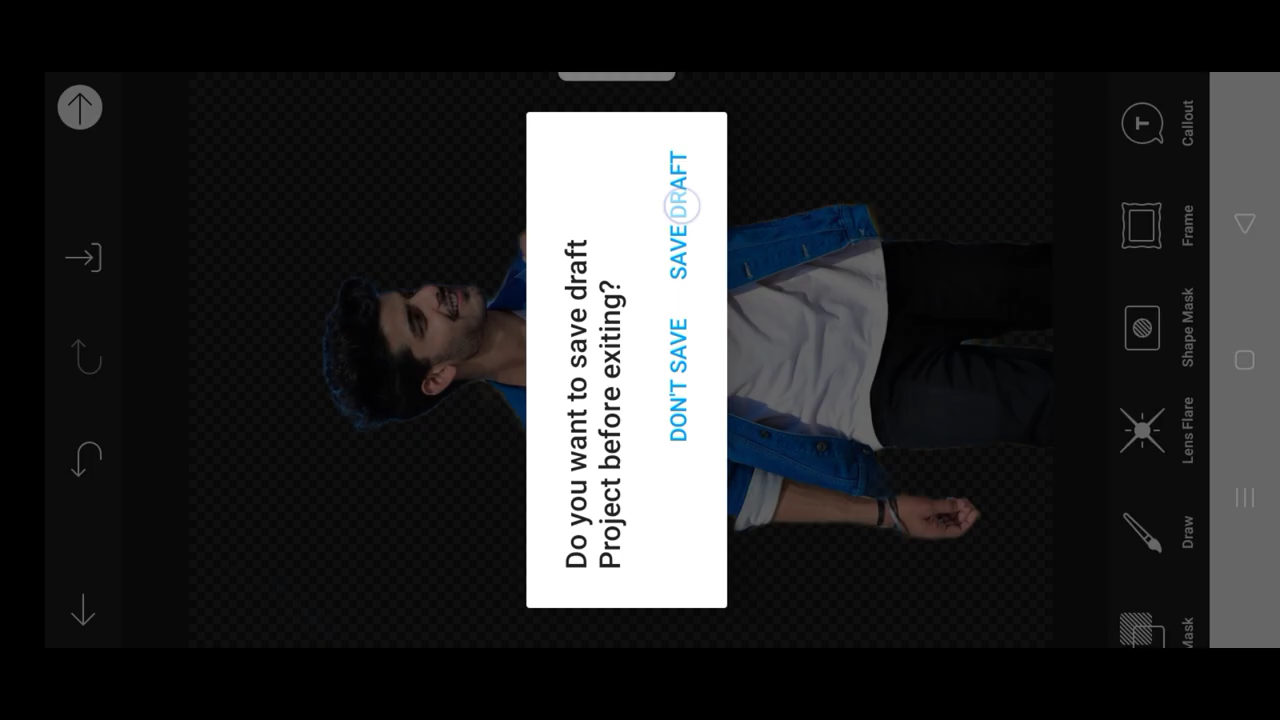 Do you want to save draft
Project before exiting?
DON'T SAVE
SAVE DRAFT
Mask
Draw
Lens Flare
Shape Mask
Frame
T
Callout